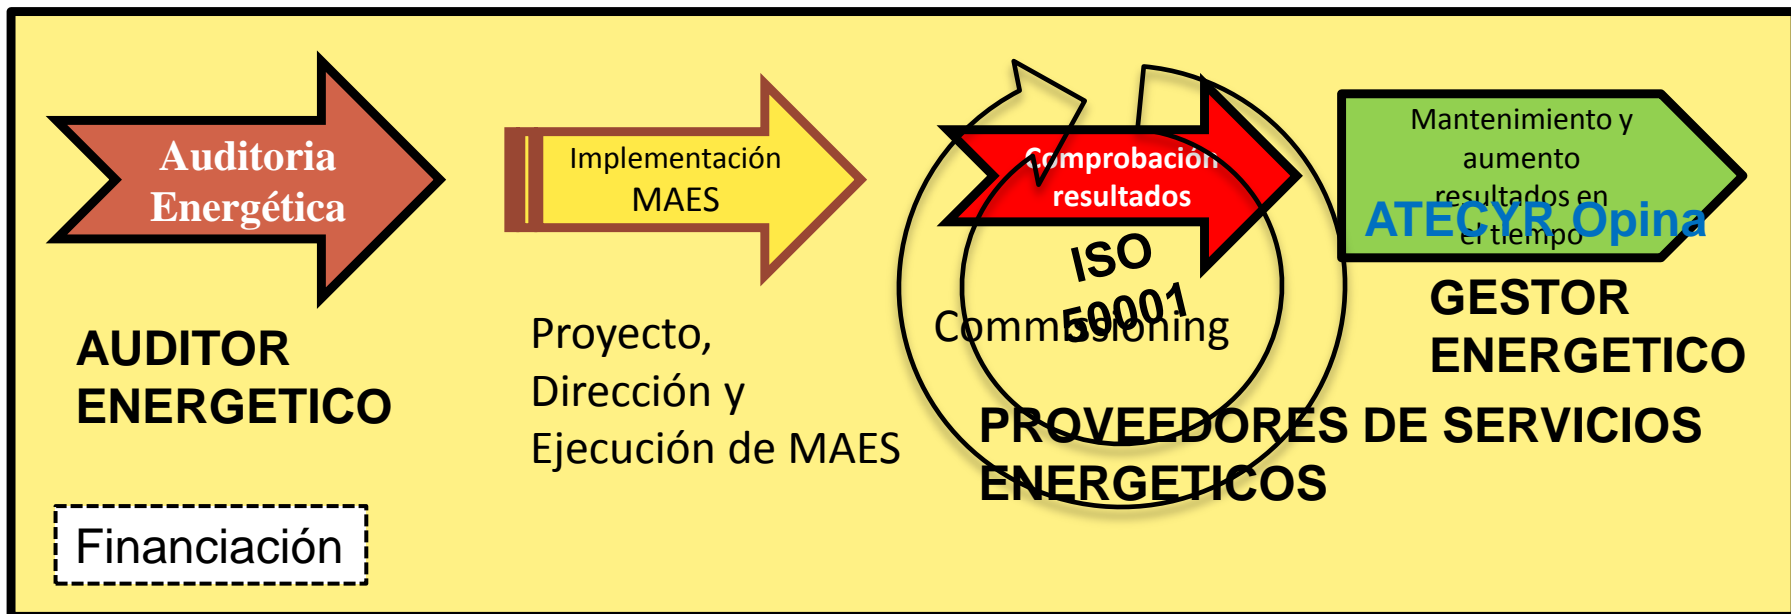 Auditoria
Energética
Implementación
MAES
Comprobación
resultados
Mantenimiento y
aumento
resultados en
el tiempo
ATECYR Opina
ISO
50001
AUDITOR
ENERGETICO
Proyecto,
Dirección y
Ejecución de MAES
Commissioning
GESTOR
ENERGETICO
PROVEEDORES DE SERVICIOS
ENERGETICOS
Financiación